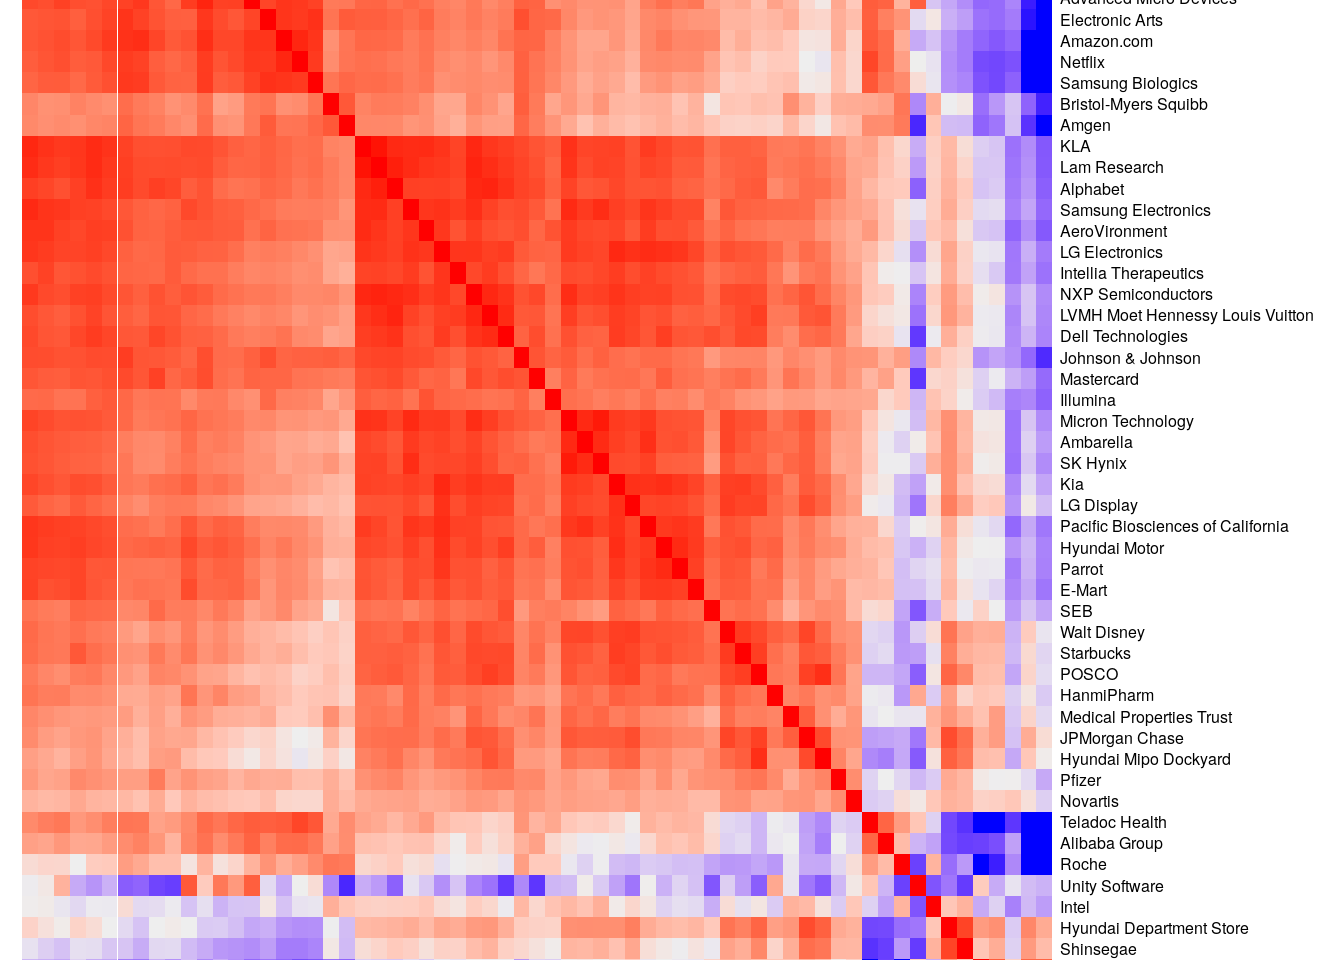 Advanced Micro Devices
Electronic Arts
Amazon.com
Netflix
Samsung Biologics
Bristol-Myers Squibb
Amgen
KLA
Lam Research
Alphabet
Samsung Electronics
AeroVironment
LG Electronics
Intellia Therapeutics
NXP Semiconductors
LVMH Moet Hennessy Louis Vuitton
Dell Technologies
Johnson & Johnson
Mastercard
Illumina
Micron Technology
Ambarella
SK Hynix
Kia
LG Display
Pacific Biosciences of California
Hyundai Motor
Parrot
E-Mart
SEB
Walt Disney
Starbucks
POSCO
HanmiPharm
Medical Properties Trust
JPMorgan Chase
Hyundai Mipo Dockyard
Pfizer
Novartis
Teladoc Health
Alibaba Group
Roche
Unity Software
Intel
Hyundai Department Store
Shinsegae